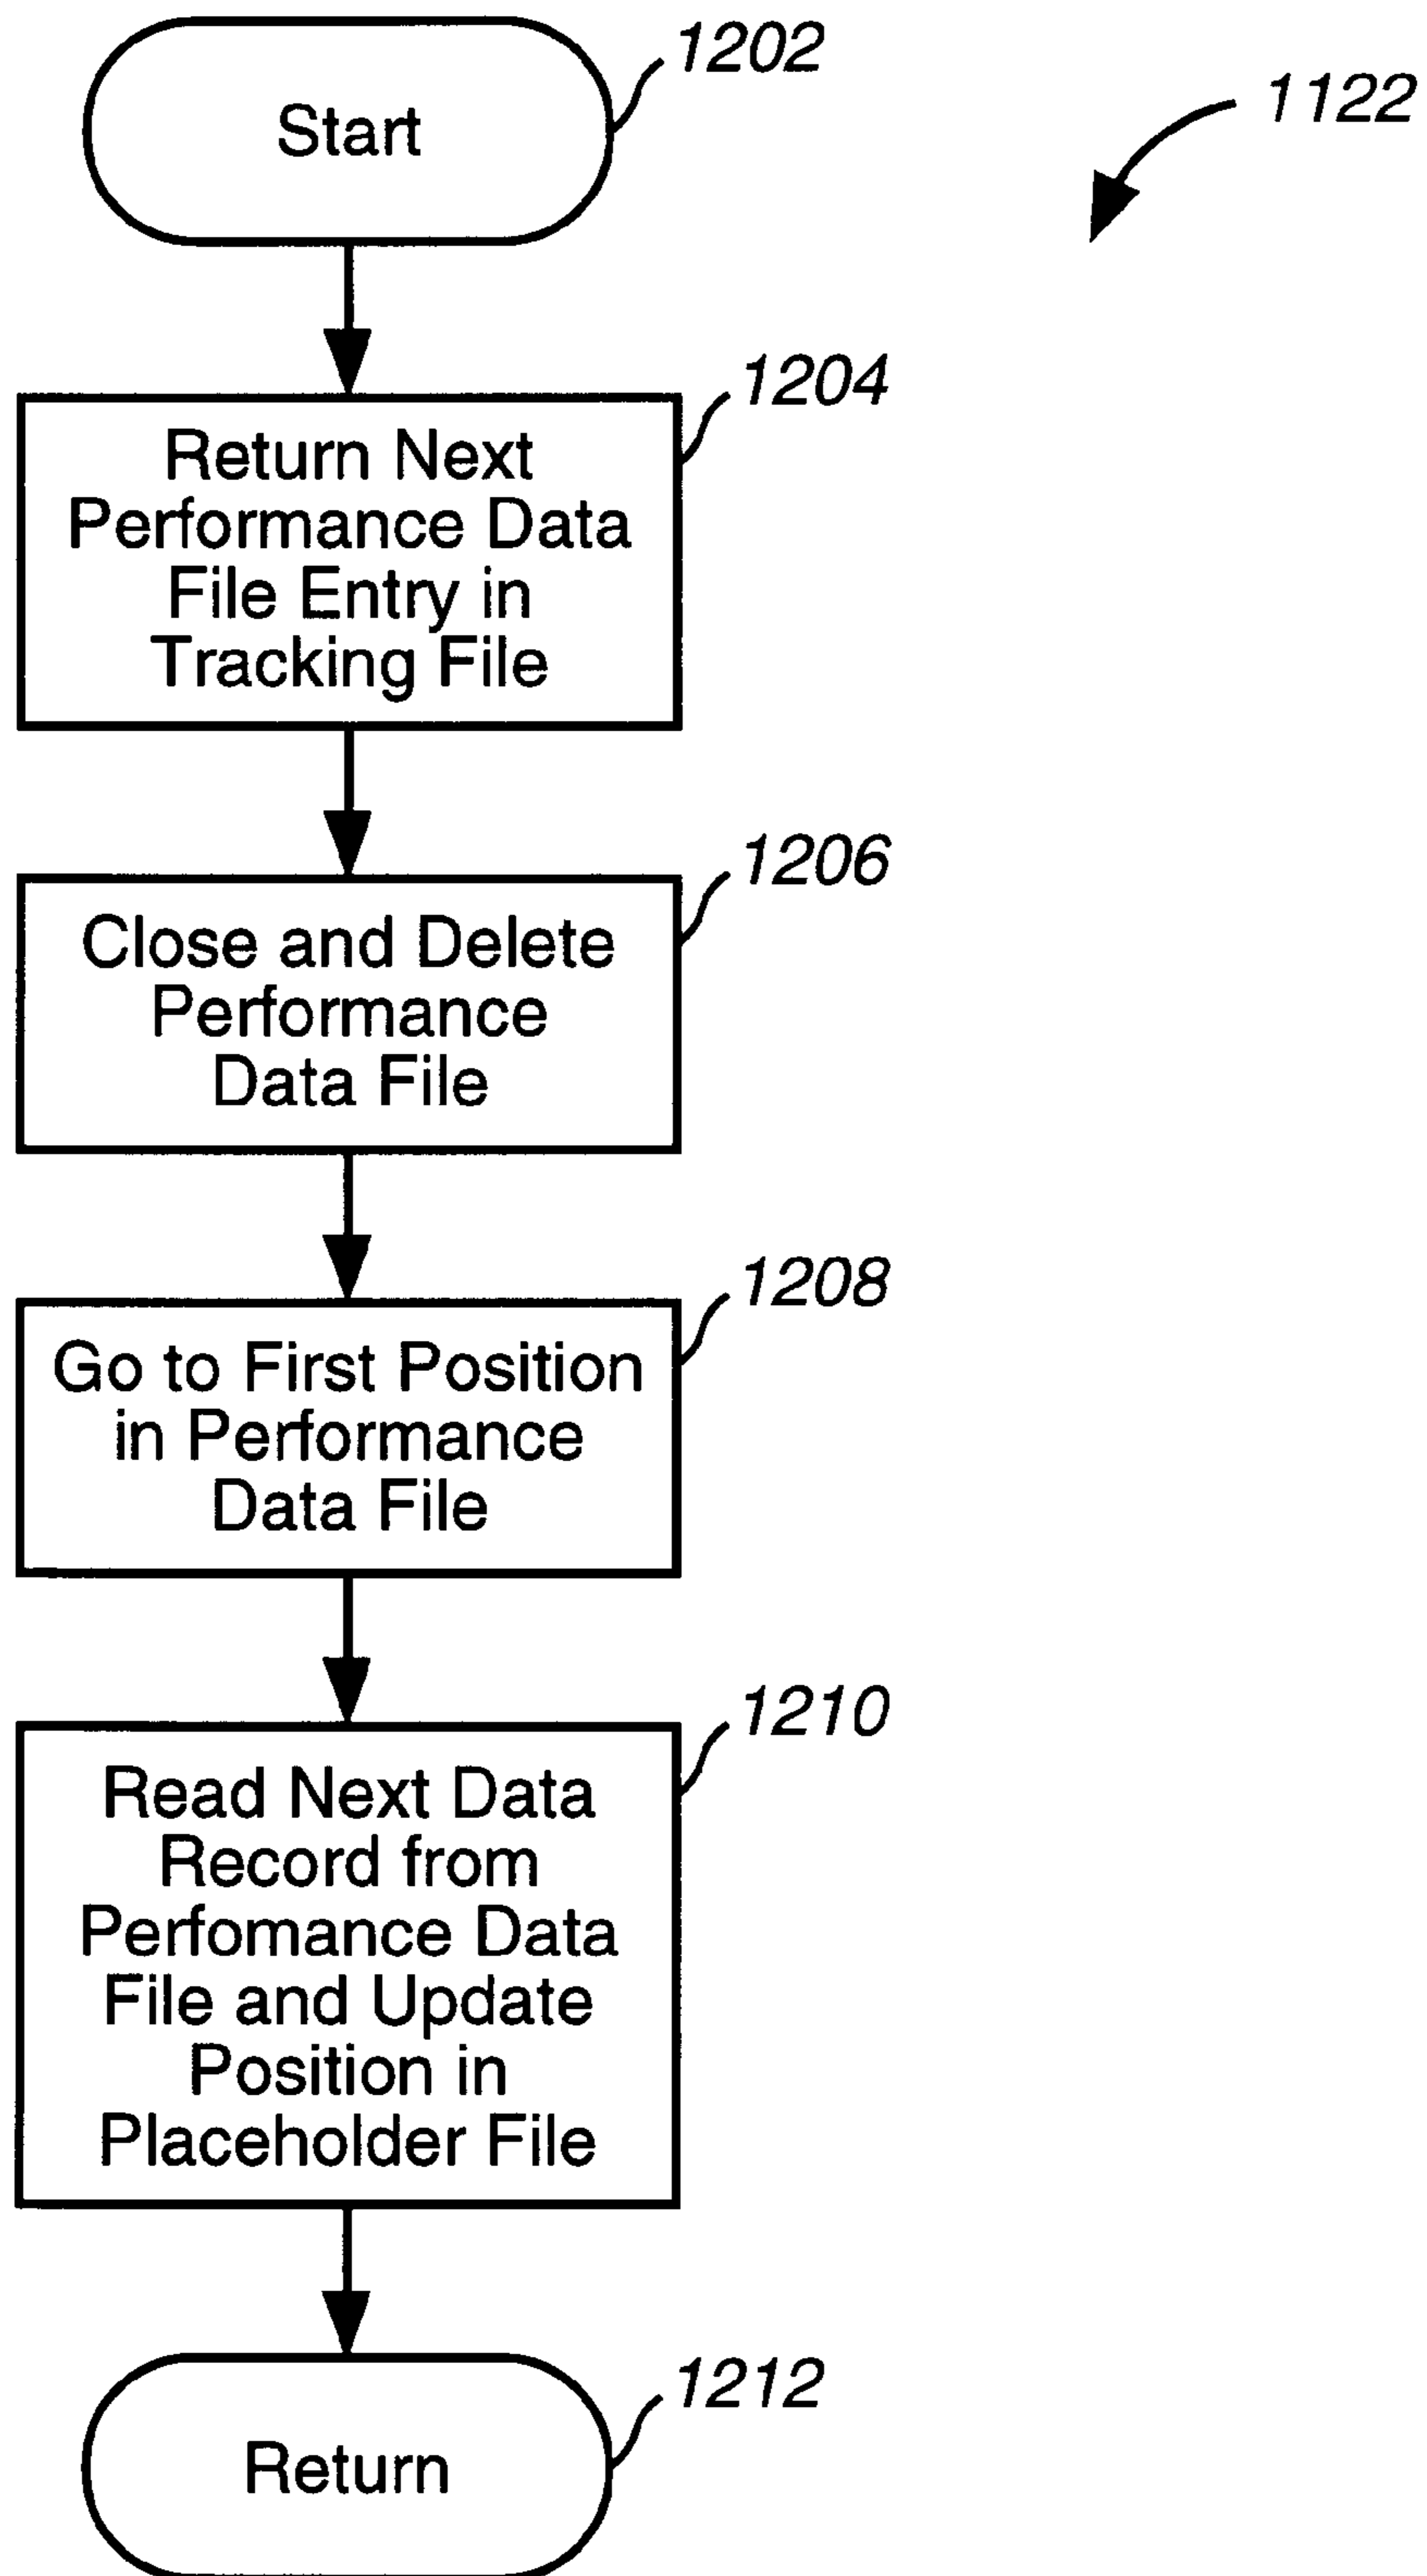 1202
1122
Start
1204
Return Next
Performance Data
File Entry in
Tracking File
1206
Close and Delete
Performance
Data File
1208
Go to First Position
in Performance
Data File
1210
Read Next Data
Record from
Perfomance Data
File and Update
Position in
Placeholder File
1212
Return